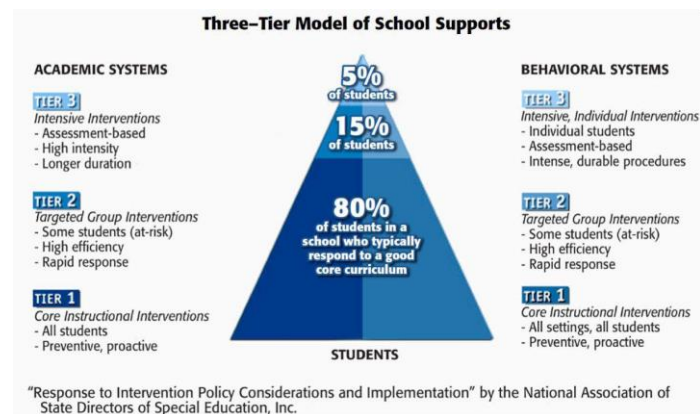 Three–Tier Model of School Supports
ACADEMIC SYSTEMS
TIER 3
Intensive Interventions
- Assessment-based
- High intensity
- Longer duration
TIER 2
Targeted Group Interventions
- Some students (at-risk)
- High efficiency
- Rapid response
TIER 1
Core Instructional Interventions
- All students
- Preventive, proactive
5%
of students
15%
of students
80%
of students in a
school who typically
respond to a good
core curriculum
STUDENTS
BEHAVIORAL SYSTEMS
TIER 3
Intensive, Individual Interventions
- Individual students
- Assessment-based
- Intense, durable procedures
TIER 2
Targeted Group Interventions
- Some students (at-risk)
- High efficiency
- Rapid response
TIER 1
Core Instructional Interventions
- All settings, all students
- Preventive, proactive
“Response to Intervention Policy Considerations and Implementation” by the National Association of
State Directors of Special Education, Inc.